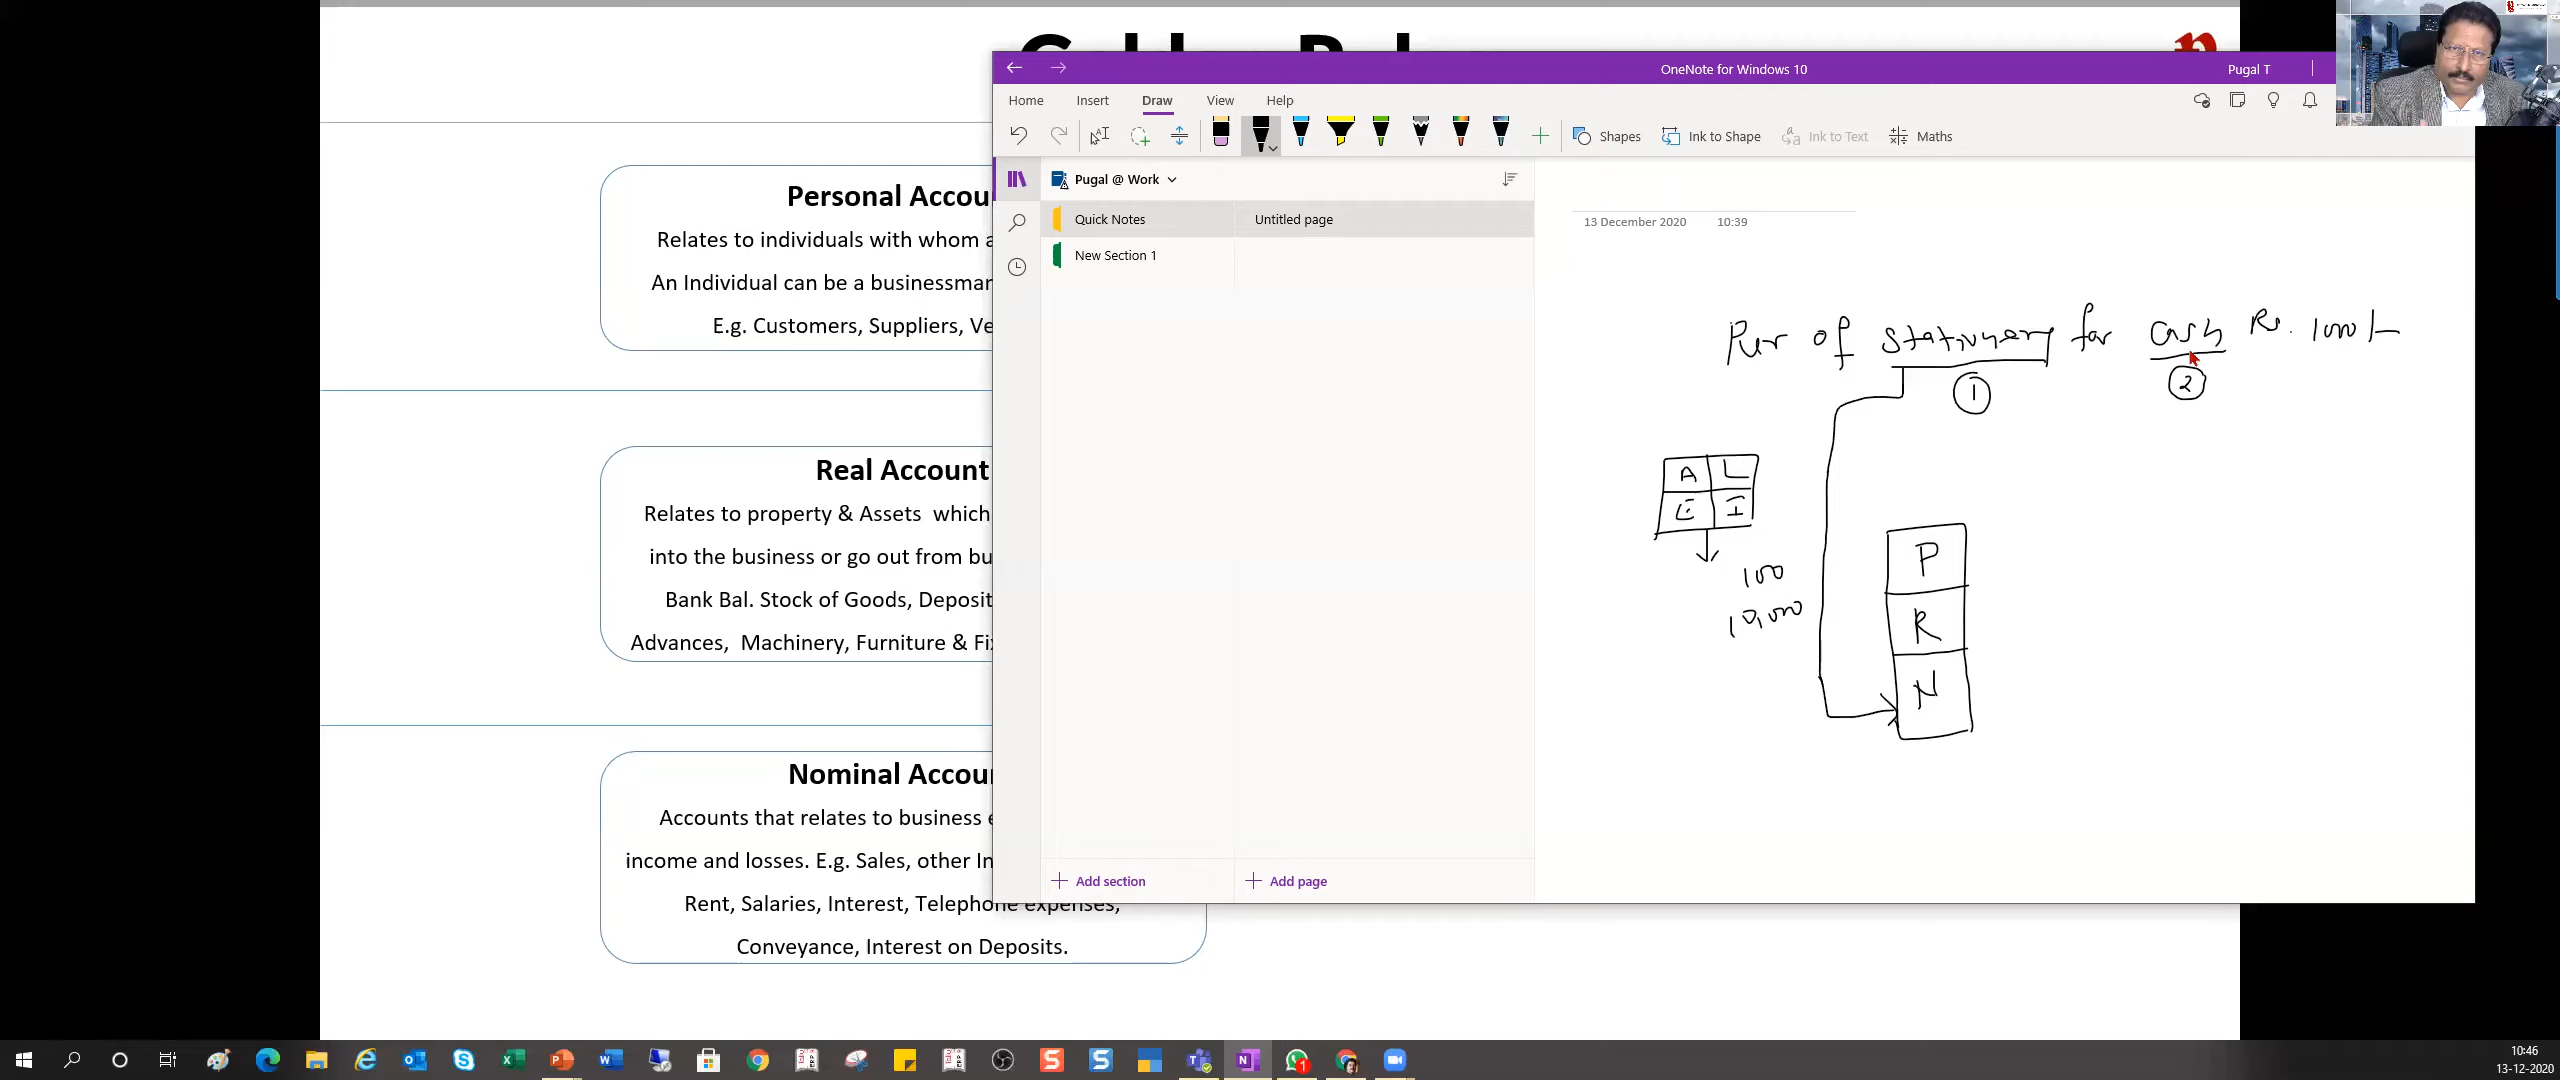 OneNote for Windows 10
Pugal T
Home Insert Draw View Help
Shapes Ink to Shape Ink to Text Maths
Pugal @ Work
Quick Notes
Untitled page
New Section 1
Add section
Add page
13 December 2020 10:39
Pur of Stationery for Cash Rs. 1000/-
1
2
A L
E I
100
10,000
P
R
N
Personal Accou
Relates to individuals with whom a
An Individual can be a businessmar
E.g. Customers, Suppliers, Ve
Real Account
Relates to property & Assets which
into the business or go out from bu
Bank Bal. Stock of Goods, Deposit
Advances, Machinery, Furniture & Fi
Nominal Accou
Accounts that relates to business e
income and losses. E.g. Sales, other In
Rent, Salaries, Interest, Telephone expenses,
Conveyance, Interest on Deposits.
10:46
13-12-2020